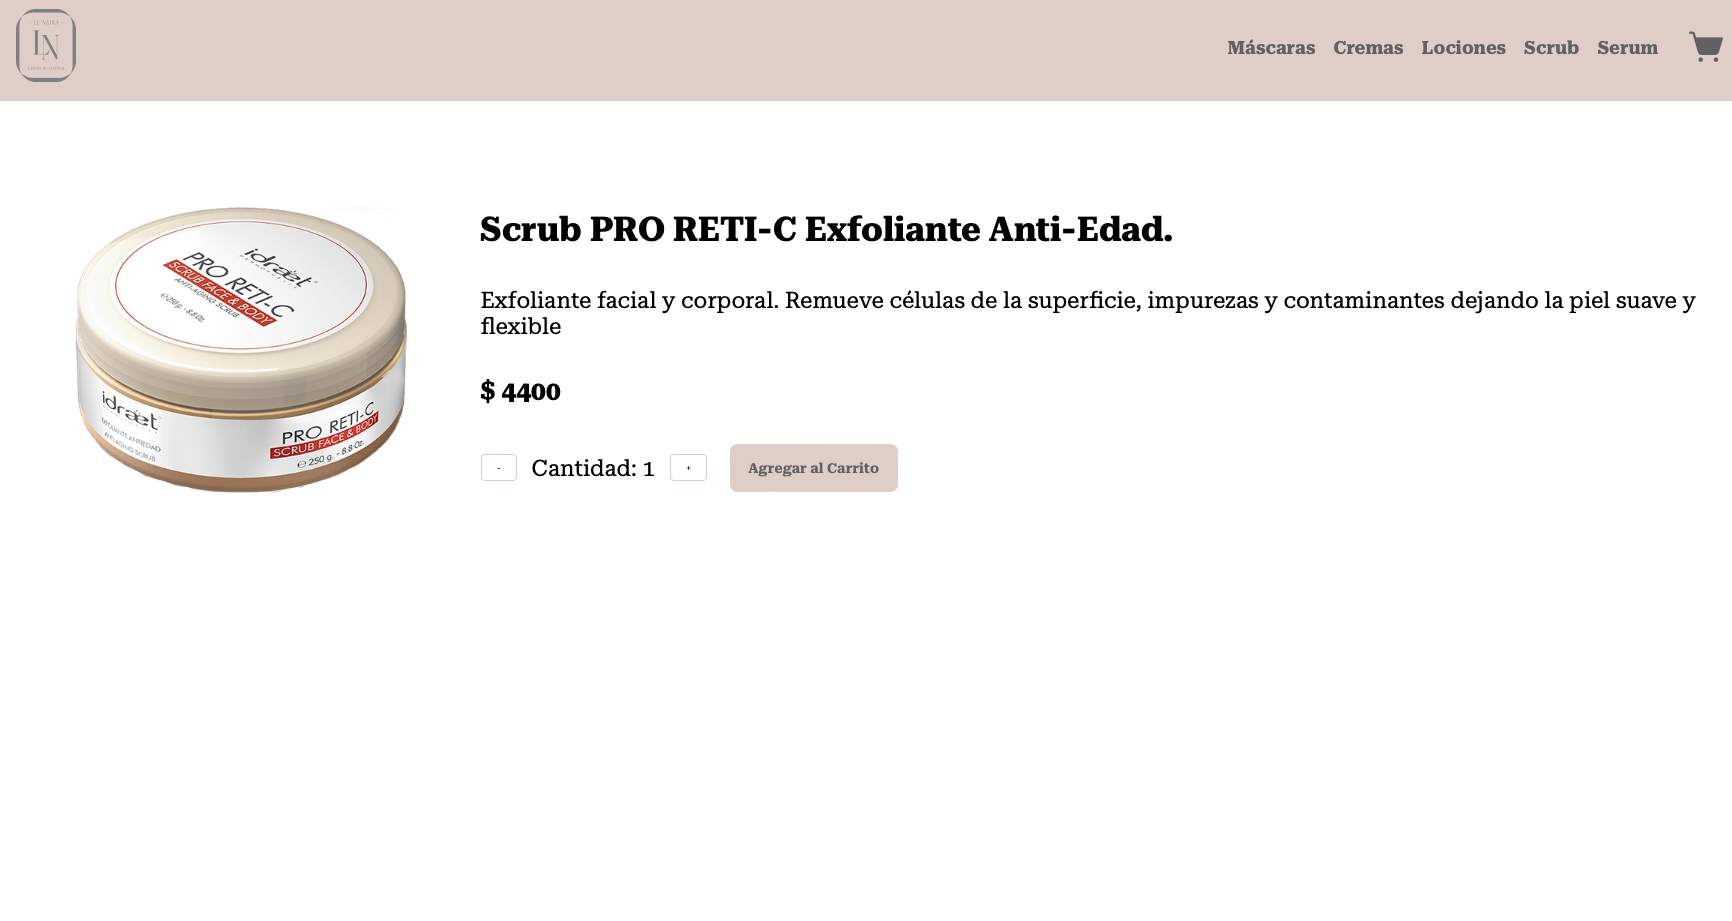 LN
Máscaras Cremas Lociones Scrub Serum
Scrub PRO RETI-C Exfoliante Anti-Edad.
Exfoliante facial y corporal. Remueve células de la superficie, impurezas y contaminantes dejando la piel suave y
flexible
$ 4400
- Cantidad: 1 + Agregar al Carrito
idræt
PRO RETI-C
SCRUB FACE & BODY
ANTI-AGING SCRUB
℮ 250 g. - 8.8 Oz.
idræt
EXFOLIANTE ANTIEDAD
ANTI-AGING SCRUB
PRO RETI-C
SCRUB FACE & BODY
℮ 250 g. - 8.8 Oz.